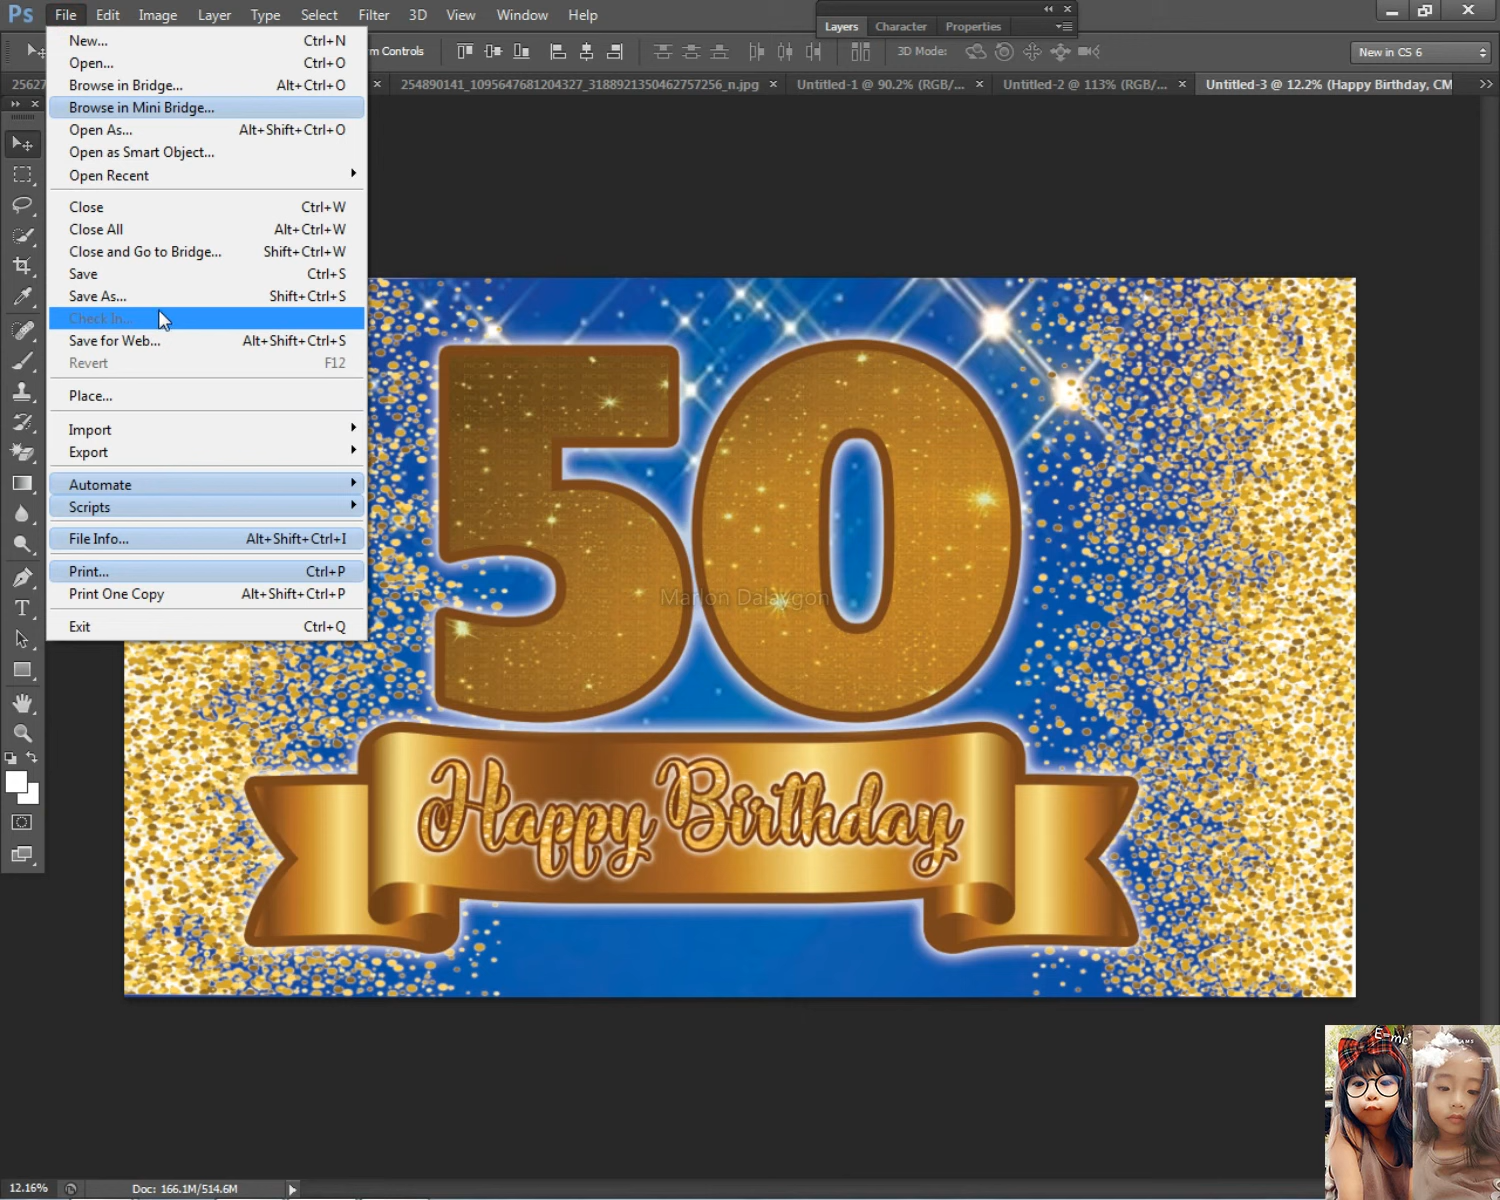 Ps File Edit Image Layer Type Select Filter 3D View Window Help
Layers Character Properties
m Controls
3D Mode:
New in CS 6
25627
254890141_1095647681204327_3188921350462757256_n.jpg
Untitled-1 @ 90.2% (RGB/...
Untitled-2 @ 113% (RGB/...
Untitled-3 @ 12.2% (Happy Birthday, CM
New... Ctrl+N
Open... Ctrl+O
Browse in Bridge... Alt+Ctrl+O
Browse in Mini Bridge...
Open As... Alt+Shift+Ctrl+O
Open as Smart Object...
Open Recent
Close Ctrl+W
Close All Alt+Ctrl+W
Close and Go to Bridge... Shift+Ctrl+W
Save Ctrl+S
Save As... Shift+Ctrl+S
Check In...
Save for Web... Alt+Shift+Ctrl+S
Revert F12
Place...
Import
Export
Automate
Scripts
File Info... Alt+Shift+Ctrl+I
Print... Ctrl+P
Print One Copy Alt+Shift+Ctrl+P
Exit Ctrl+Q
50
Marlon Dalaygon
Happy Birthday
E=mc²
12.16%
Doc: 166.1M/514.6M